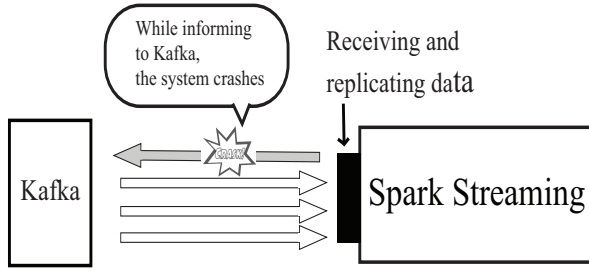 While informing
to Kafka,
the system crashes
Receiving and
replicating data
CRASH!
Kafka
Spark Streaming